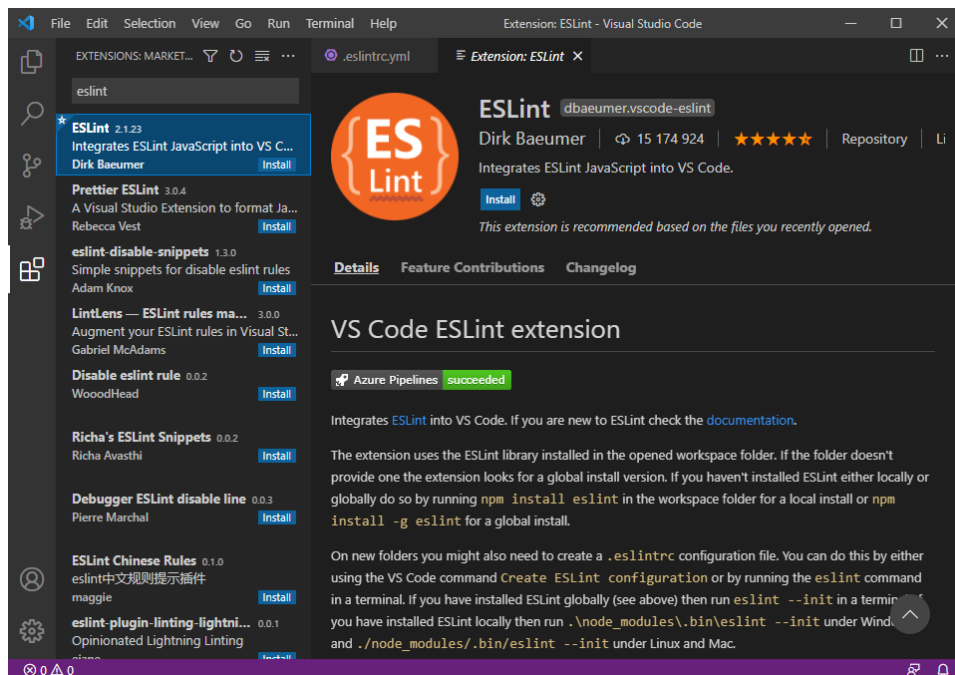 File Edit Selection View Go Run Terminal Help Extension: ESLint - Visual Studio Code
EXTENSIONS: MARKET...
.eslintrc.yml
Extension: ESLint
eslint
ESLint 2.1.23
Integrates ESLint JavaScript into VS C...
Dirk Baeumer Install
Prettier ESLint 3.0.4
A Visual Studio Extension to format Ja...
Rebecca Vest Install
eslint-disable-snippets 1.3.0
Simple snippets for disable eslint rules
Adam Knox Install
LintLens — ESLint rules ma... 3.0.0
Augment your ESLint rules in Visual St...
Gabriel McAdams Install
Disable eslint rule 0.0.2
WooodHead Install
Richa's ESLint Snippets 0.0.2
Richa Avasthi Install
Debugger ESLint disable line 0.0.3
Pierre Marchal Install
ESLint Chinese Rules 0.1.0
eslint中文规则提示插件
maggie Install
eslint-plugin-linting-lightni... 0.0.1
Opinionated Lightning Linting
Install
{ES
Lint}
ESLint dbaeumer.vscode-eslint
Dirk Baeumer 15 174 924 Repository Li
Integrates ESLint JavaScript into VS Code.
Install
This extension is recommended based on the files you recently opened.
Details Feature Contributions Changelog
VS Code ESLint extension
Azure Pipelines succeeded
Integrates ESLint into VS Code. If you are new to ESLint check the documentation.
The extension uses the ESLint library installed in the opened workspace folder. If the folder doesn't
provide one the extension looks for a global install version. If you haven't installed ESLint either locally or
globally do so by running npm install eslint in the workspace folder for a local install or npm
install -g eslint for a global install.
On new folders you might also need to create a .eslintrc configuration file. You can do this by either
using the VS Code command Create ESLint configuration or by running the eslint command
in a terminal. If you have installed ESLint globally (see above) then run eslint --init in a termin
you have installed ESLint locally then run .\node_modules\.bin\eslint --init under Wind
and ./node_modules/.bin/eslint --init under Linux and Mac.
0 0